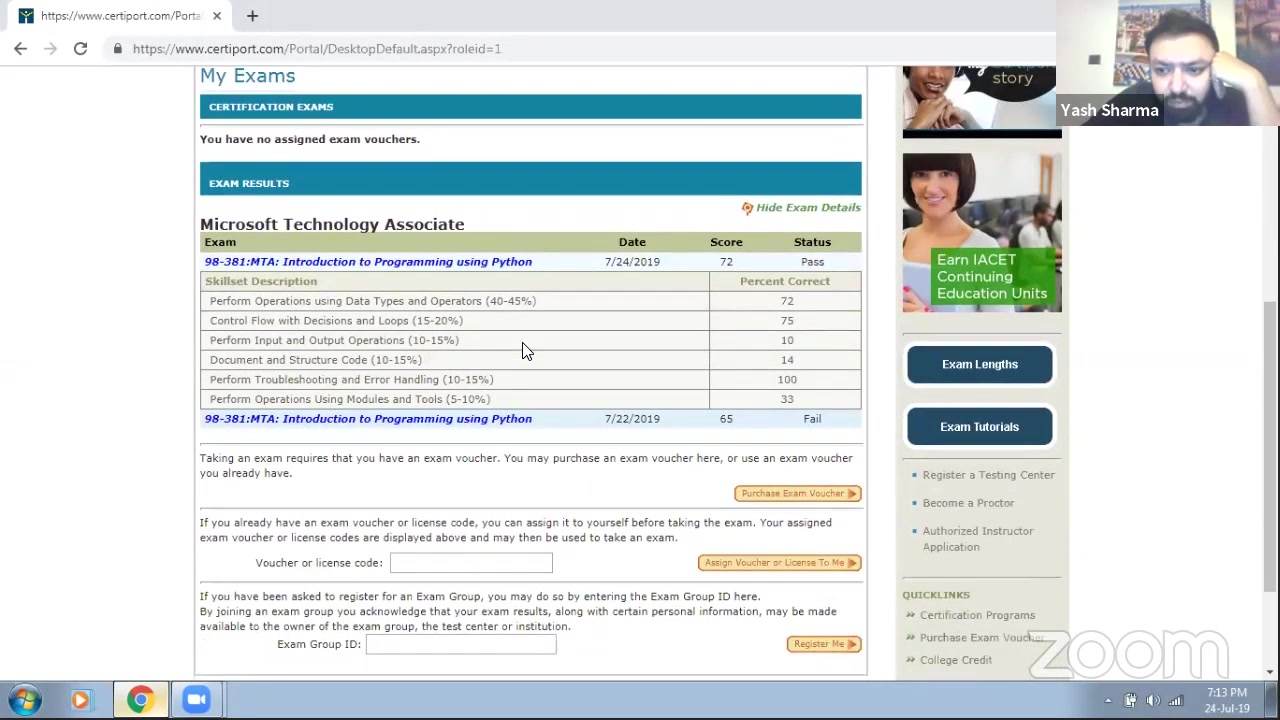 https://www.certiport.com/Porta
https://www.certiport.com/Portal/DesktopDefault.aspx?roleid=1
Yash Sharma
My Exams
CERTIFICATION EXAMS
You have no assigned exam vouchers.
EXAM RESULTS
Hide Exam Details
Microsoft Technology Associate
Exam Date Score Status
98-381:MTA: Introduction to Programming using Python 7/24/2019 72 Pass
Skillset Description Percent Correct
Perform Operations using Data Types and Operators (40-45%) 72
Control Flow with Decisions and Loops (15-20%) 75
Perform Input and Output Operations (10-15%) 10
Document and Structure Code (10-15%) 14
Perform Troubleshooting and Error Handling (10-15%) 100
Perform Operations Using Modules and Tools (5-10%) 33
98-381:MTA: Introduction to Programming using Python 7/22/2019 65 Fail
Taking an exam requires that you have an exam voucher. You may purchase an exam voucher here, or use an exam voucher
you already have.
Purchase Exam Voucher
If you already have an exam voucher or license code, you can assign it to yourself before taking the exam. Your assigned
exam voucher or license codes are displayed above and may then be used to take an exam.
Voucher or license code:
Assign Voucher or License To Me
If you have been asked to register for an Exam Group, you may do so by entering the Exam Group ID here.
By joining an exam group you acknowledge that your exam results, along with certain personal information, may be made
available to the owner of the exam group, the test center or institution.
Exam Group ID:
Register Me
story
Earn IACET
Continuing
Education Units
Exam Lengths
Exam Tutorials
Register a Testing Center
Become a Proctor
Authorized Instructor
Application
QUICKLINKS
Certification Programs
Purchase Exam Voucher
College Credit
zoom
7:13 PM
24-Jul-19